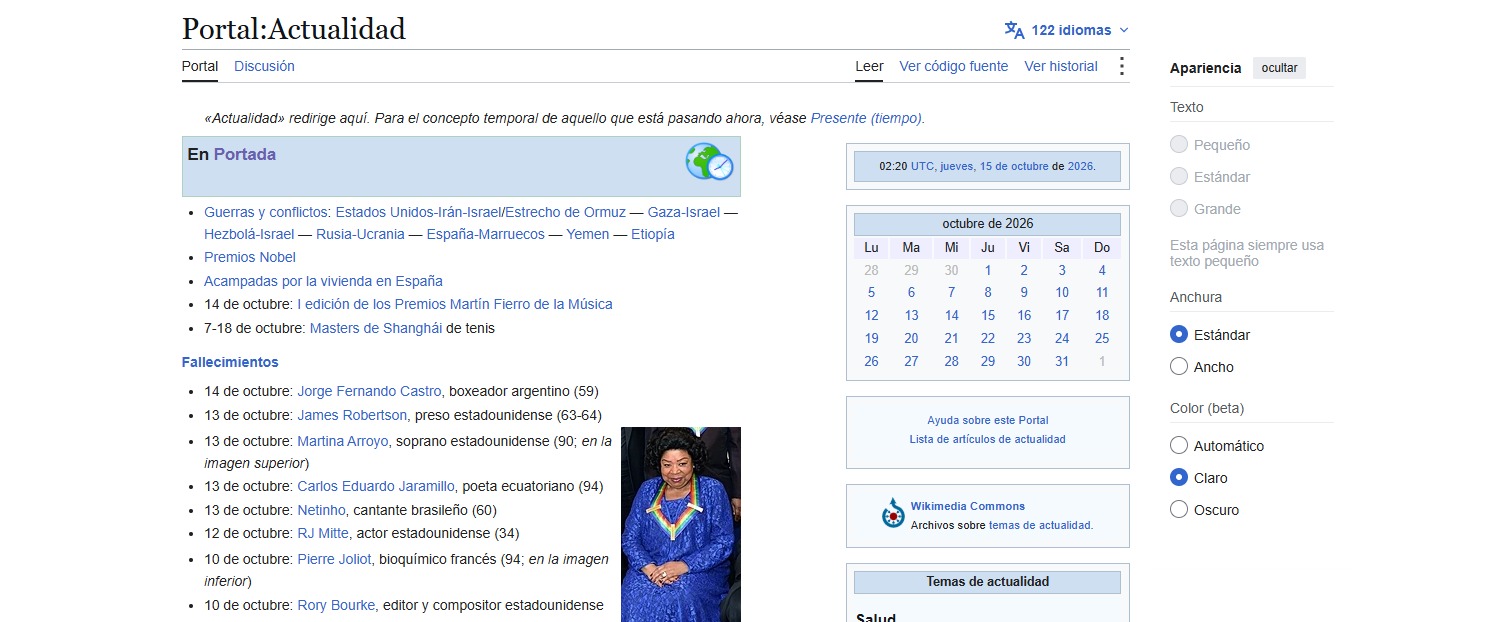 Portal:Actualidad
122 idiomas
Portal Discusión
Leer Ver código fuente Ver historial
«Actualidad» redirige aquí. Para el concepto temporal de aquello que está pasando ahora, véase Presente (tiempo).
En Portada
Guerras y conflictos: Estados Unidos-Irán-Israel/Estrecho de Ormuz — Gaza-Israel —
Hezbolá-Israel — Rusia-Ucrania — España-Marruecos — Yemen — Etiopía
Premios Nobel
Acampadas por la vivienda en España
14 de octubre: I edición de los Premios Martín Fierro de la Música
7-18 de octubre: Masters de Shanghái de tenis
Fallecimientos
14 de octubre: Jorge Fernando Castro, boxeador argentino (59)
13 de octubre: James Robertson, preso estadounidense (63-64)
13 de octubre: Martina Arroyo, soprano estadounidense (90; en la
imagen superior)
13 de octubre: Carlos Eduardo Jaramillo, poeta ecuatoriano (94)
13 de octubre: Netinho, cantante brasileño (60)
12 de octubre: RJ Mitte, actor estadounidense (34)
10 de octubre: Pierre Joliot, bioquímico francés (94; en la imagen
inferior)
10 de octubre: Rory Bourke, editor y compositor estadounidense
02:20 UTC, jueves, 15 de octubre de 2026.
octubre de 2026
Lu Ma Mi Ju Vi Sa Do
28 29 30 1 2 3 4
5 6 7 8 9 10 11
12 13 14 15 16 17 18
19 20 21 22 23 24 25
26 27 28 29 30 31 1
Ayuda sobre este Portal
Lista de artículos de actualidad
Wikimedia Commons
Archivos sobre temas de actualidad.
Temas de actualidad
Salud
Apariencia ocultar
Texto
Pequeño
Estándar
Grande
Esta página siempre usa
texto pequeño
Anchura
Estándar
Ancho
Color (beta)
Automático
Claro
Oscuro